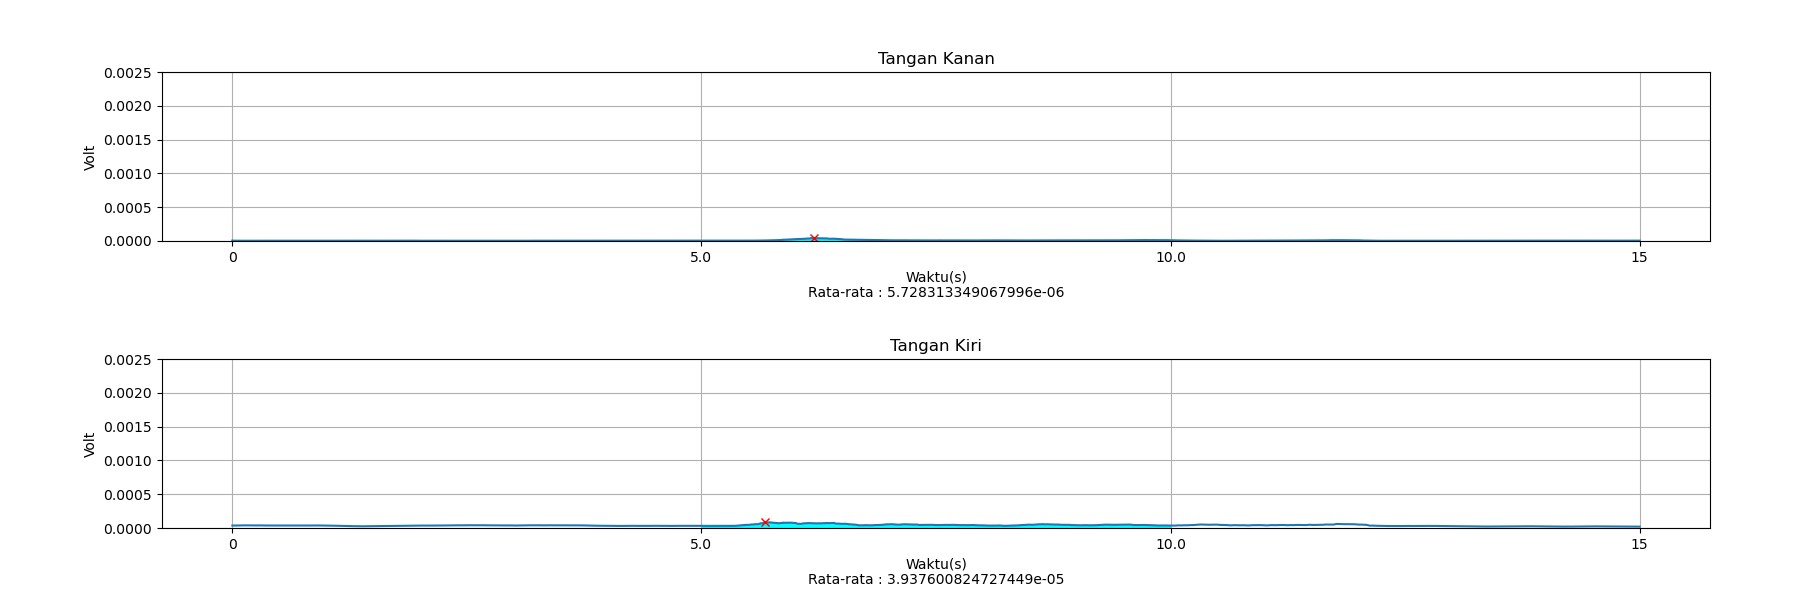 Tangan Kanan
0.0025
0.0020
0.0015
0.0010
0.0005
0.0000
Volt
0 5.0 10.0 15
Waktu(s)
Rata-rata : 5.728313349067996e-06
Tangan Kiri
0.0025
0.0020
0.0015
0.0010
0.0005
0.0000
Volt
0 5.0 10.0 15
Waktu(s)
Rata-rata : 3.937600824727449e-05